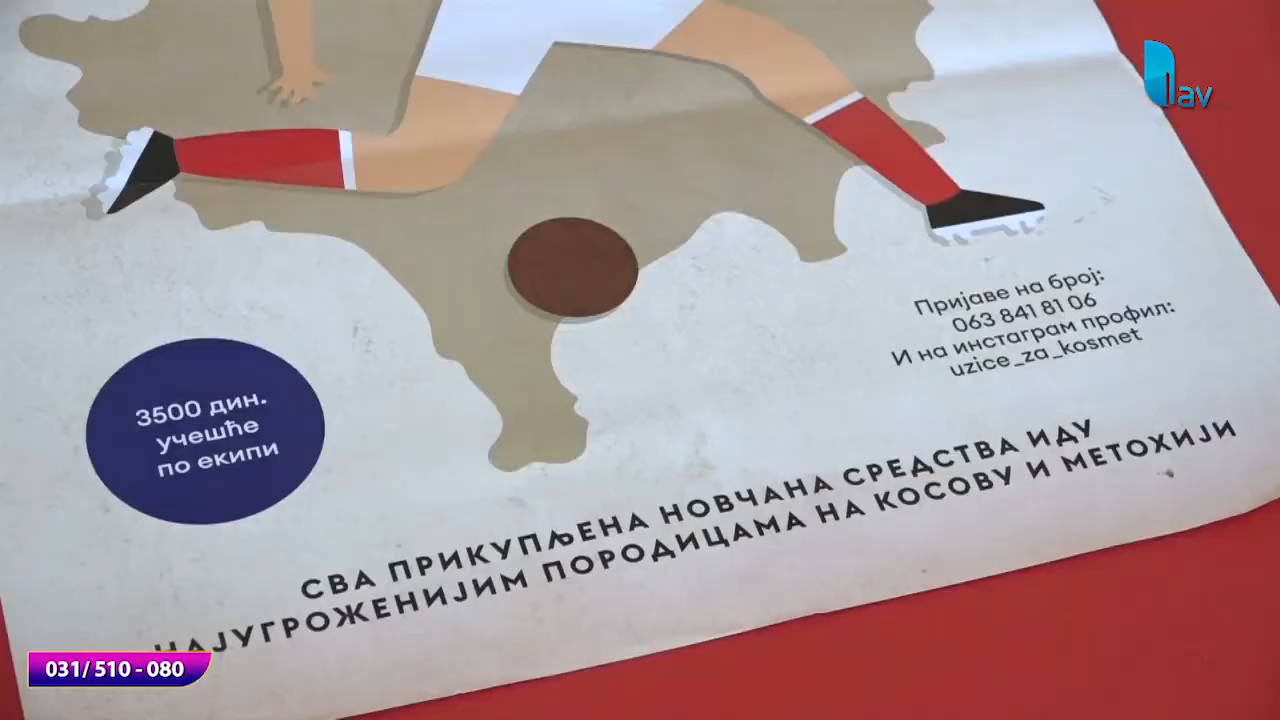 lav
Пријаве на број:
063 841 81 06
И на инстаграм профил:
uzice_za_kosmet
3500 дин.
учешће
по екипи
СВА ПРИКУПЉЕНА НОВЧАНА СРЕДСТВА ИДУ
НАЈУГРОЖЕНИЈИМ ПОРОДИЦАМА НА КОСОВУ И МЕТОХИЈИ
031/ 510 - 080